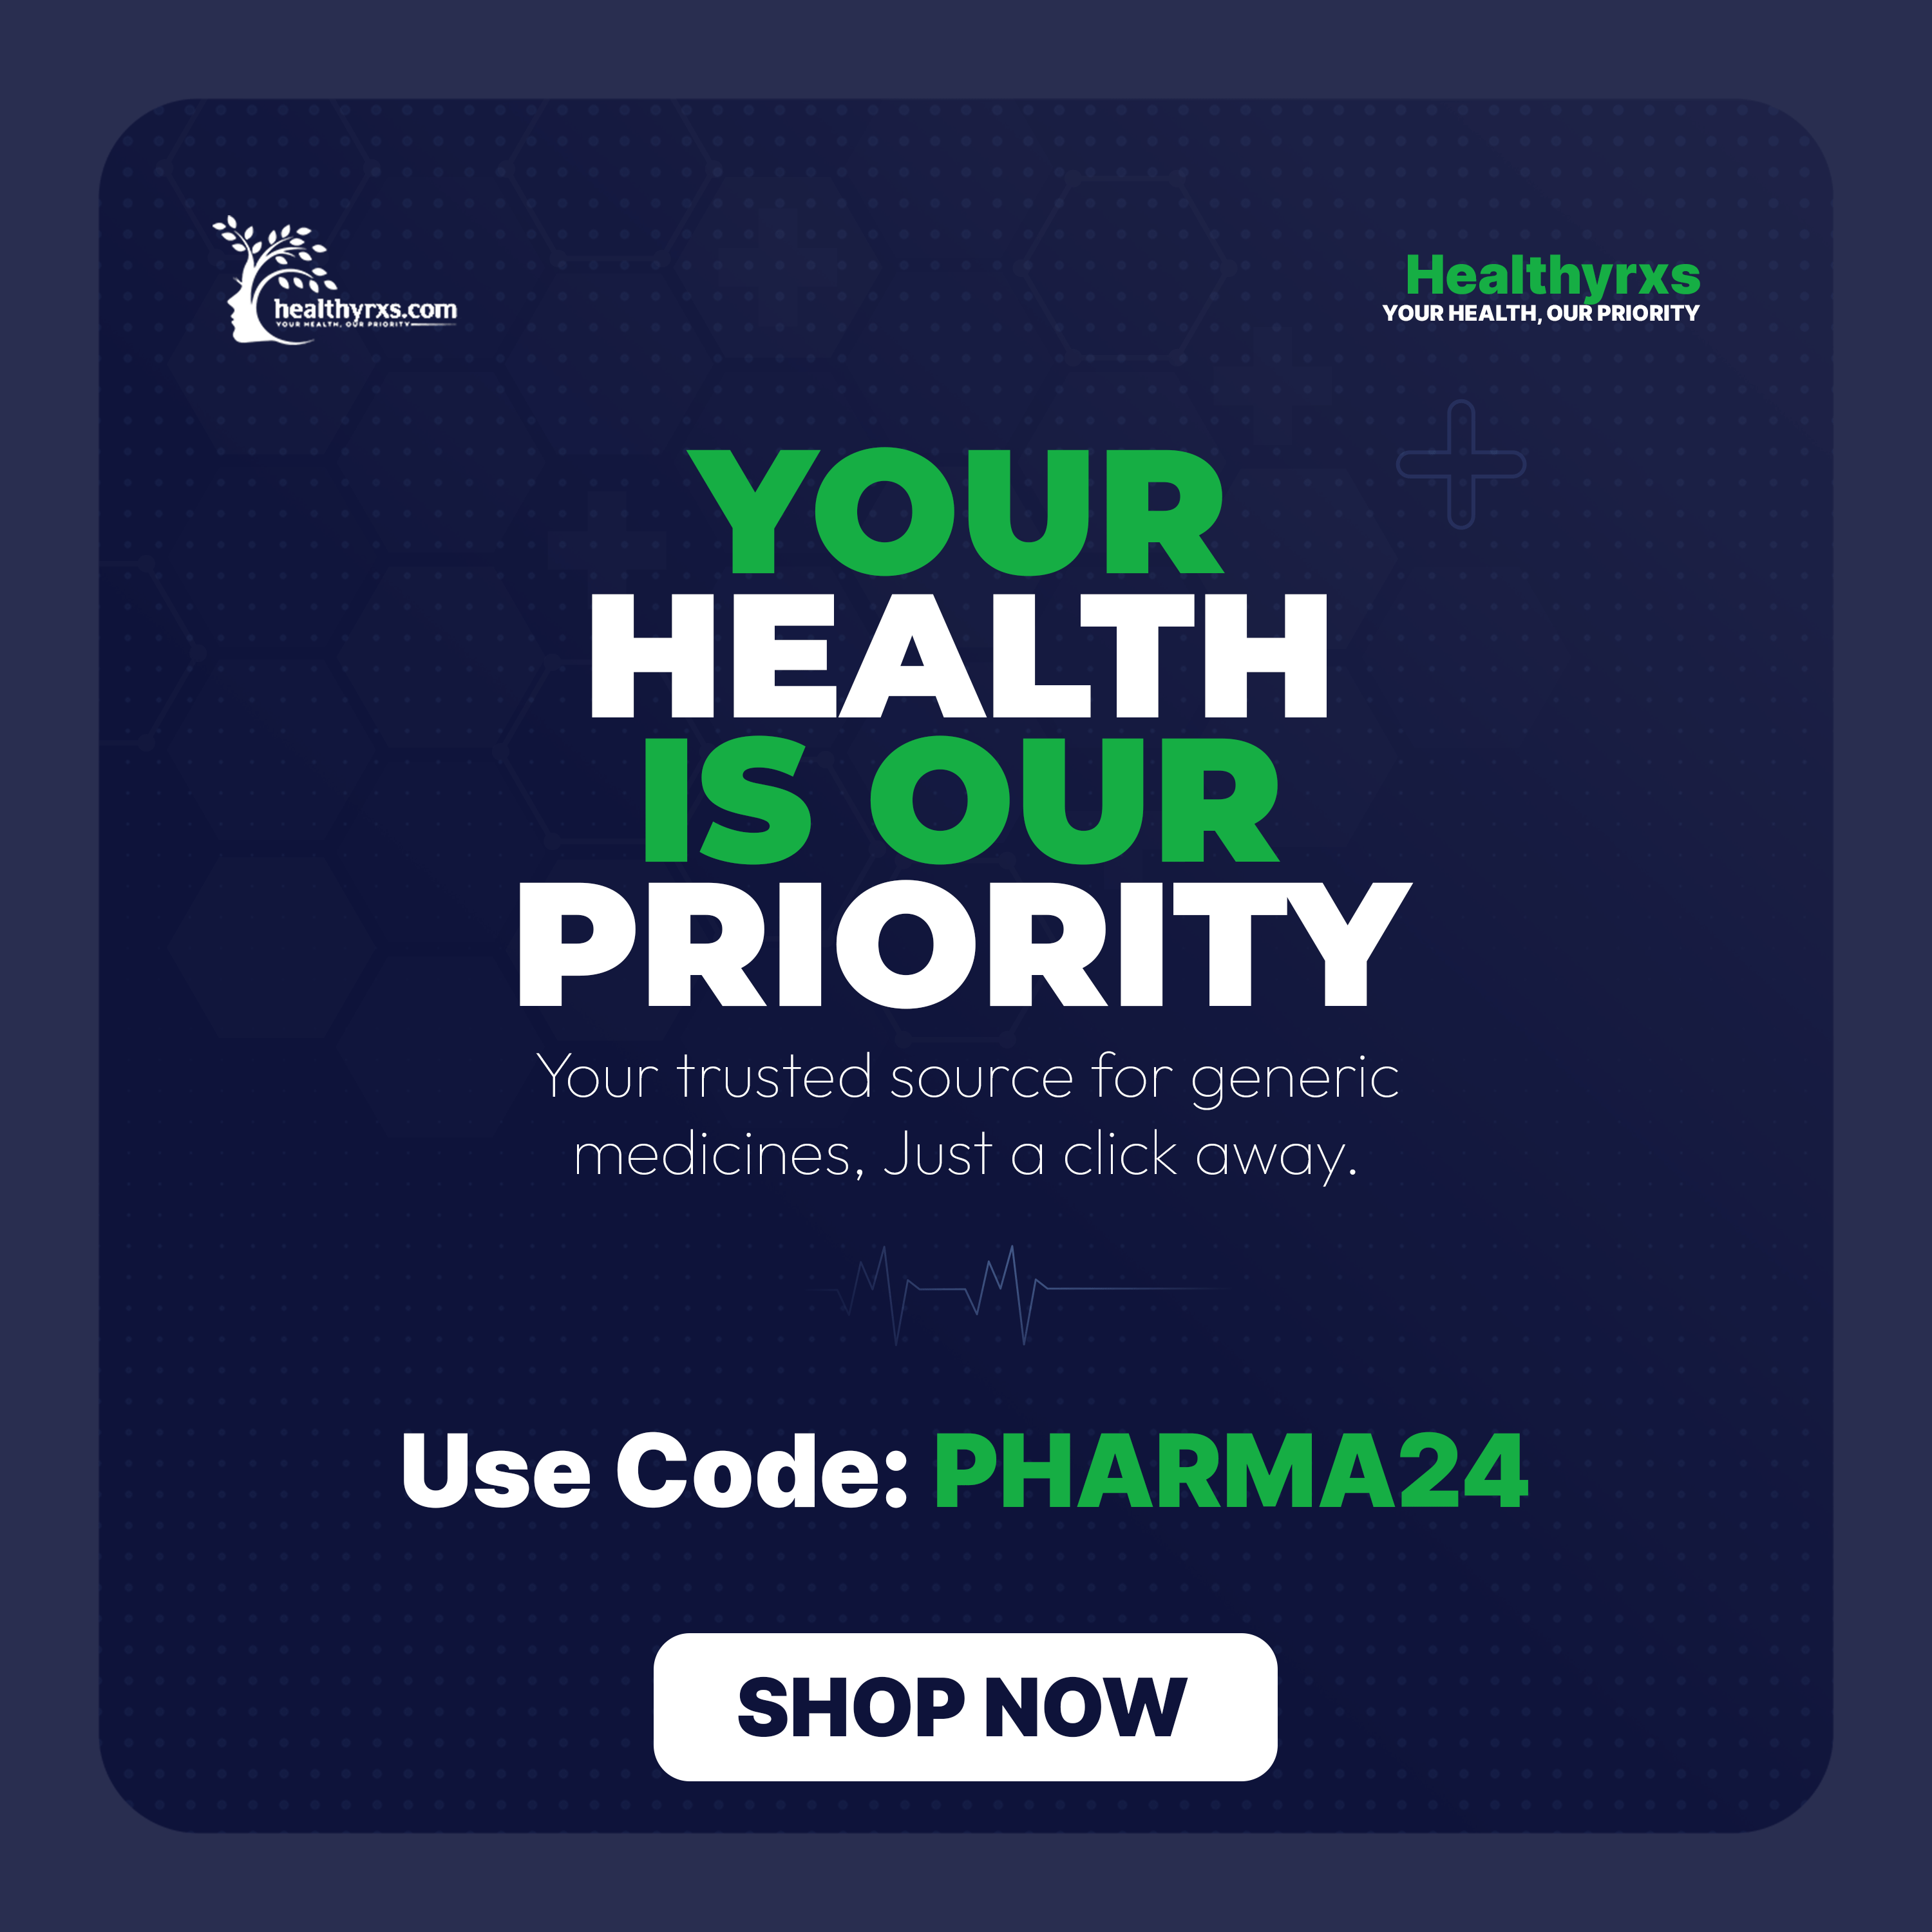 healthyrxs.com
YOUR HEALTH, OUR PRIORITY
Healthyrxs
YOUR HEALTH, OUR PRIORITY
YOUR
HEALTH
IS OUR
PRIORITY
Your trusted source for generic
medicines, Just a click away.
Use Code: PHARMA24
SHOP NOW